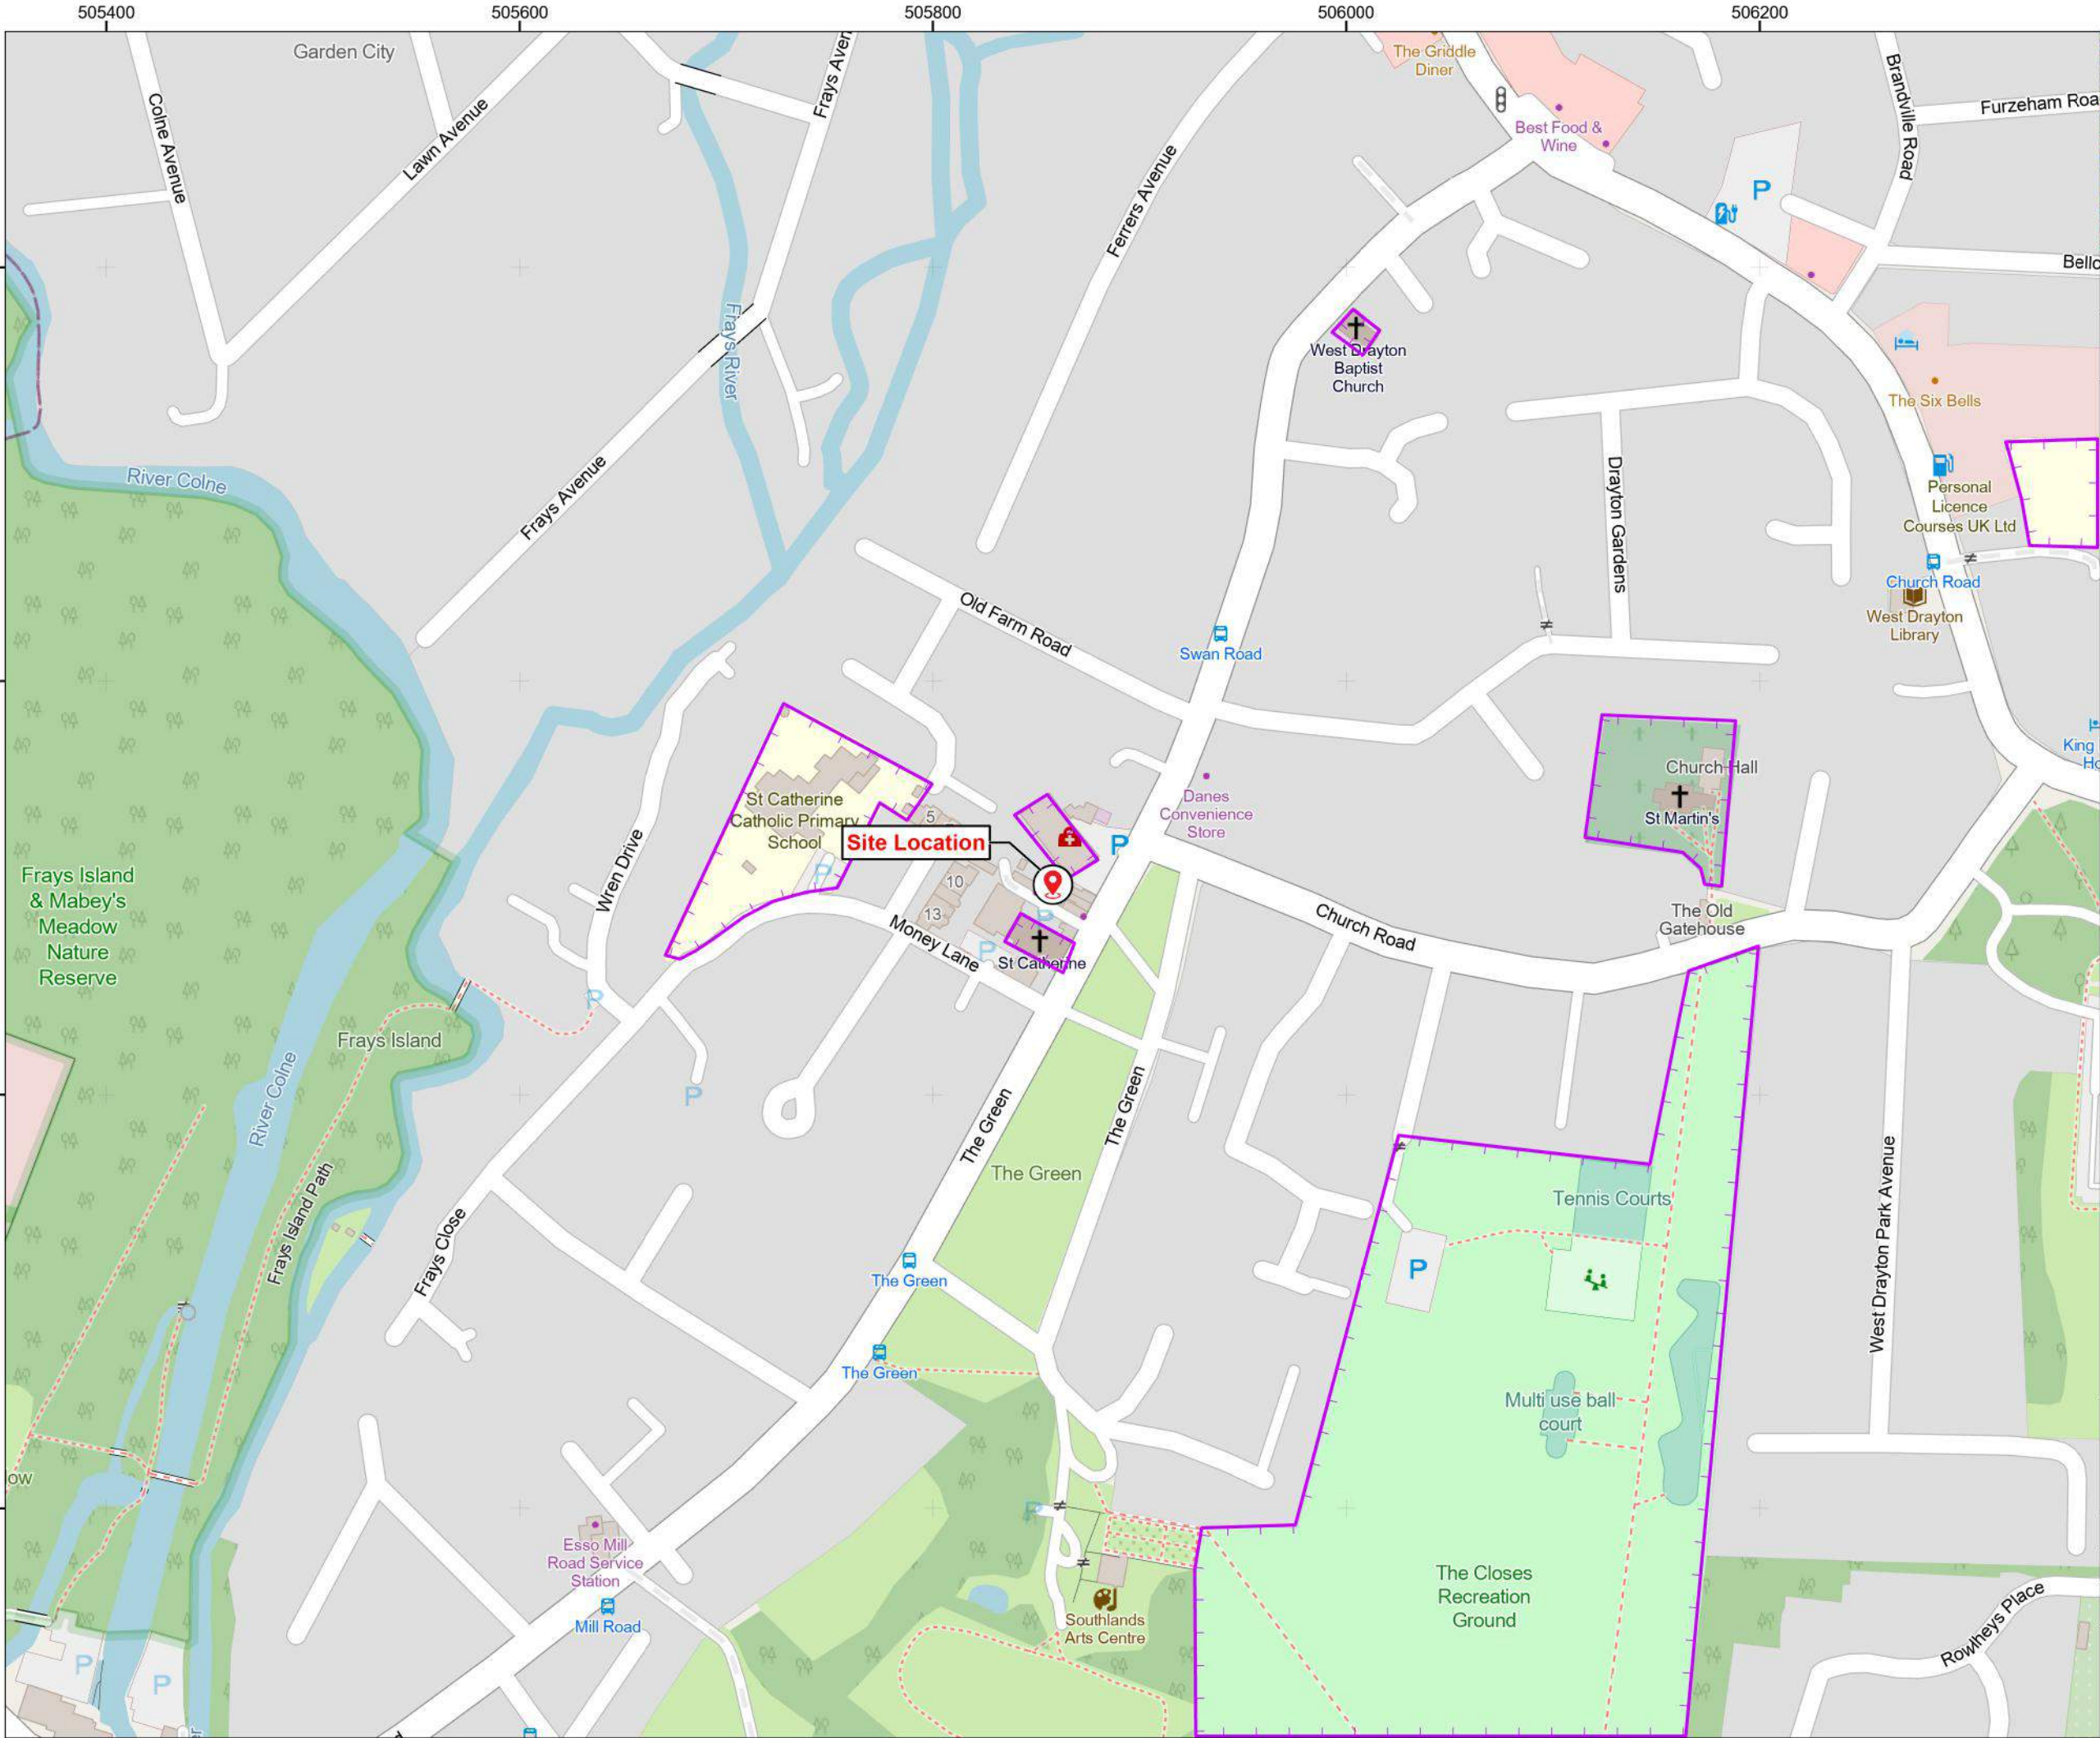 505400
505600
505800
506000
506200
Garden City
Colne Avenue
Lawn Avenue
Frays Aven
Ferrers Avenue
The Griddle
Diner
Best Food &
Wine
P
Brandville Road
Furzeham Roa
Bello
Frays River
West Drayton
Baptist
Church
The Six Bells
River Colne
Frays Avenue
Drayton Gardens
Personal
Licence
Courses UK Ltd
Church Road
West Drayton
Library
Old Farm Road
Swan Road
King
Ho
St Catherine
Catholic Primary
School
5
Site Location
P
Danes
Convenience
Store
Church Hall
St Martin's
Wren Drive
P
10
13
P
P
Money Lane
St Catherine
Church Road
The Old
Gatehouse
Frays Island
& Mabey's
Meadow
Nature
Reserve
P
Frays Island
River Colne
P
The Green
The Green
The Green
Tennis Courts
West Drayton Park Avenue
Frays Island Path
Frays Close
The Green
P
The Green
Multi use ball
court
ow
P
Esso Mill
Road Service
Station
Mill Road
Southlands
Arts Centre
The Closes
Recreation
Ground
Rowlheys Place
P
P